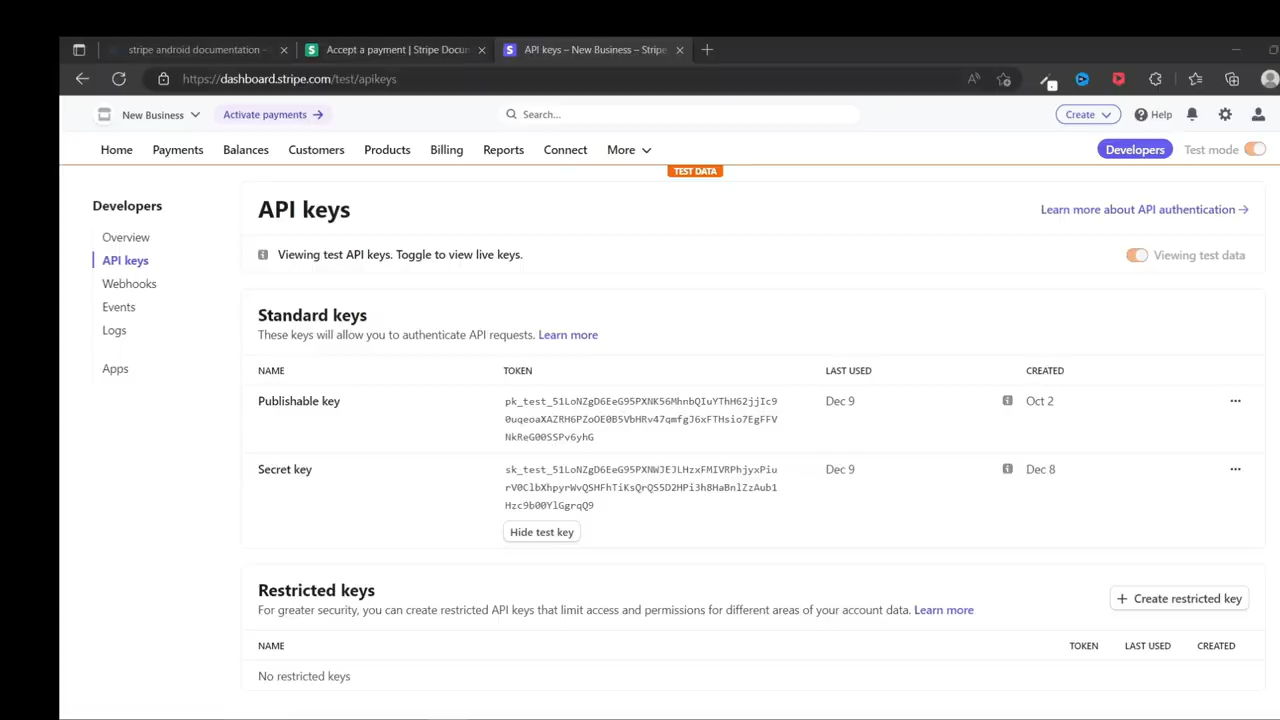 stripe android documentation -
Accept a payment | Stripe Docun
API keys – New Business – Stripe
https://dashboard.stripe.com/test/apikeys
New Business
Activate payments →
Search...
Create
Help
Home
Payments
Balances
Customers
Products
Billing
Reports
Connect
More
Developers
Test mode
TEST DATA
Developers
Overview
API keys
Webhooks
Events
Logs
Apps
API keys
Learn more about API authentication →
Viewing test API keys. Toggle to view live keys.
Viewing test data
Standard keys
These keys will allow you to authenticate API requests. Learn more
NAME TOKEN LAST USED CREATED
Publishable key
pk_test_51LoNZgD6EeG95PXNK56MhnbQIuYThH62jjIc9
0uqeoaXAZRH6PZoOE0B5VbHRv47qmfgJ6xFTHsio7EgFFV
NkReG00SSPv6yhG
Dec 9
Oct 2
Secret key
sk_test_51LoNZgD6EeG95PXNWJEJLHzxFMIVRPhjyxPiu
rV0ClbXhpyrWvQSHFhTiKsQrQS5D2HPi3h8HaBnlZzAub1
Hzc9b00YlGgrqQ9
Dec 9
Dec 8
Hide test key
Restricted keys
For greater security, you can create restricted API keys that limit access and permissions for different areas of your account data. Learn more
+ Create restricted key
NAME TOKEN LAST USED CREATED
No restricted keys